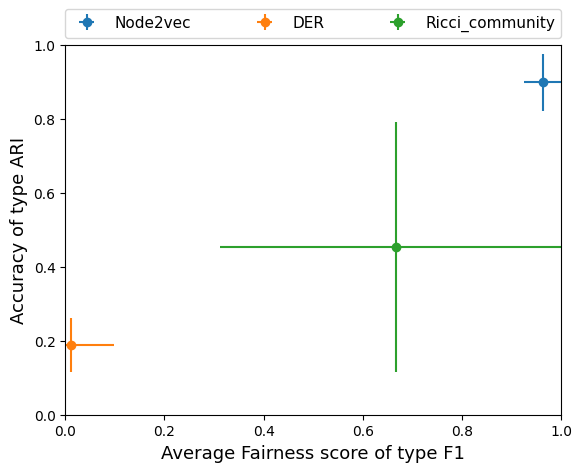 Node2vec DER Ricci_community
1.0
0.8
0.6
0.4
0.2
0.0
Accuracy of type ARI
0.0 0.2 0.4 0.6 0.8 1.0
Average Fairness score of type F1